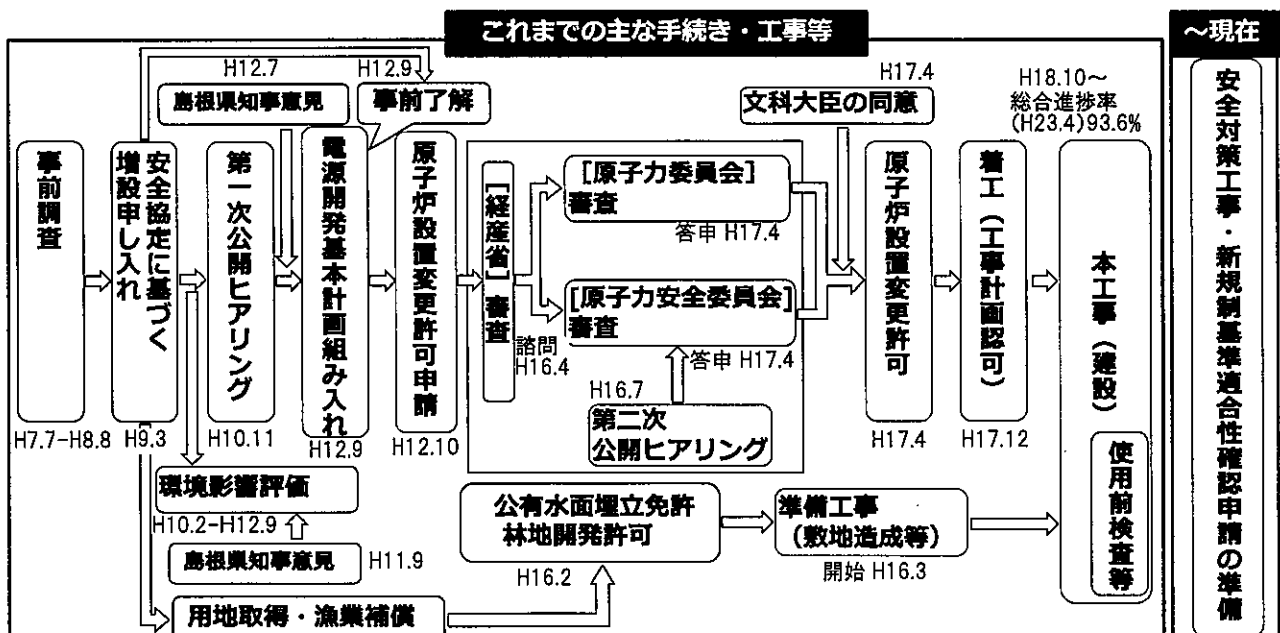 これまでの主な手続き・工事等
～現在
H12.7
島根県知事意見
H12.9
事前了解
H17.4
文科大臣の同意
H18.10～
総合進捗率
(H23.4)93.6%
事前調査
H7.7-H8.8
安全協定に基づく
増設申し入れ
H9.3
第一次公開ヒアリング
H10.11
電源開発基本計画組み入れ
H12.9
原子炉設置変更許可申請
H12.10
［経産省］審査
諮問
H16.4
［原子力委員会］
審査
答申 H17.4
［原子力安全委員会］
審査
答申 H17.4
H16.7
第二次
公開ヒアリング
原子炉設置変更許可
H17.4
着工（工事計画認可）
H17.12
本工事（建設）
使用前検査等
安全対策工事・新規制基準適合性確認申請の準備
環境影響評価
H10.2-H12.9
島根県知事意見
H11.9
用地取得・漁業補償
公有水面埋立免許
林地開発許可
H16.2
準備工事
（敷地造成等）
開始 H16.3